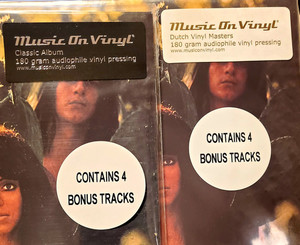 Music On Vinyl
Classic Album
180 gram audiophile vinyl pressing
www.musiconvinyl.com
CONTAINS 4
BONUS TRACKS
Music On Vinyl
Dutch Vinyl Masters
180 gram audiophile vinyl pressing
www.musiconvinyl.com
CONTAINS 4
BONUS TRACKS